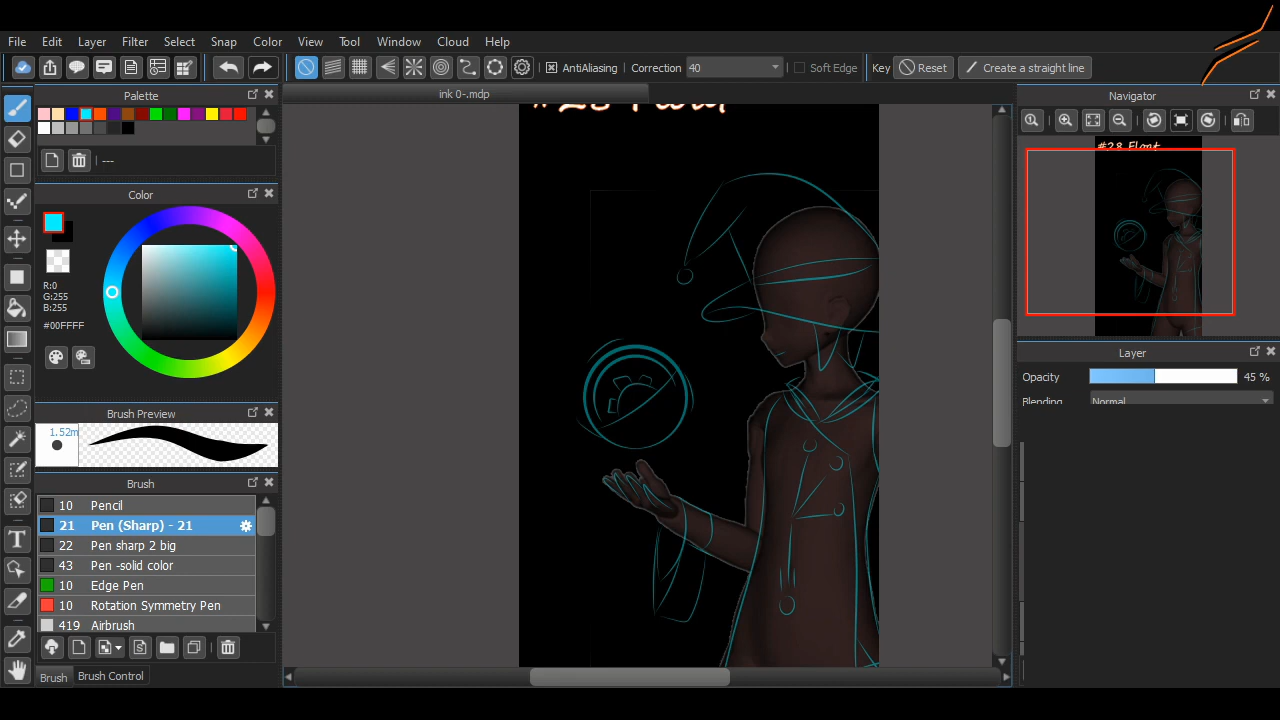 File Edit Layer Filter Select Snap Color View Tool Window Cloud Help
AntiAliasing Correction 40 Soft Edge Key Reset Create a straight line
Palette
---
Color
R:0
G:255
B:255
#00FFFF
Brush Preview
1.52m
Brush
10 Pencil
21 Pen (Sharp) - 21
22 Pen sharp 2 big
43 Pen -solid color
10 Edge Pen
10 Rotation Symmetry Pen
419 Airbrush
Brush Brush Control
ink 0-.mdp
#28 Float
Navigator
#28 Float
Layer
Opacity 45 %
Blending Normal